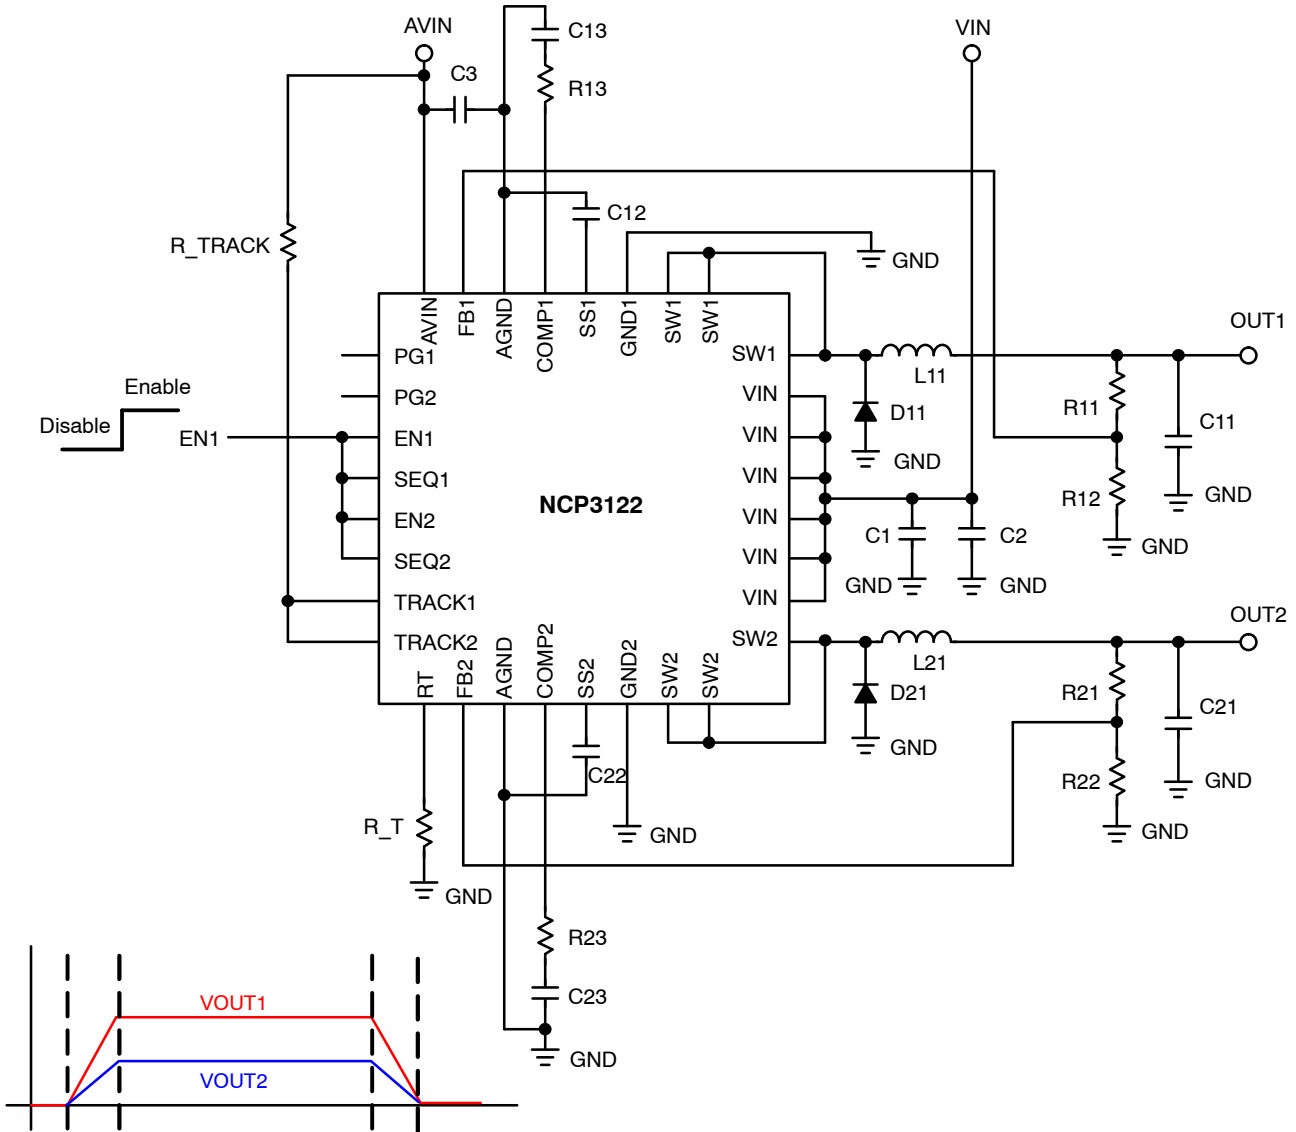 AVIN
C13
VIN
C3
R13
C12
R_TRACK
GND
AVIN
FB1
AGND
COMP1
SS1
GND1
SW1
SW1
OUT1
PG1
SW1
L11
Enable
PG2
VIN
R11
D11
C11
Disable
EN1
EN1
VIN
GND
SEQ1
VIN
R12
GND
NCP3122
EN2
VIN
C1
C2
GND
SEQ2
VIN
GND
GND
TRACK1
VIN
OUT2
TRACK2
SW2
L21
RT
FB2
AGND
COMP2
SS2
GND2
SW2
SW2
R21
D21
C21
GND
C22
R22
GND
R_T
GND
GND
GND
R23
C23
VOUT1
GND
VOUT2